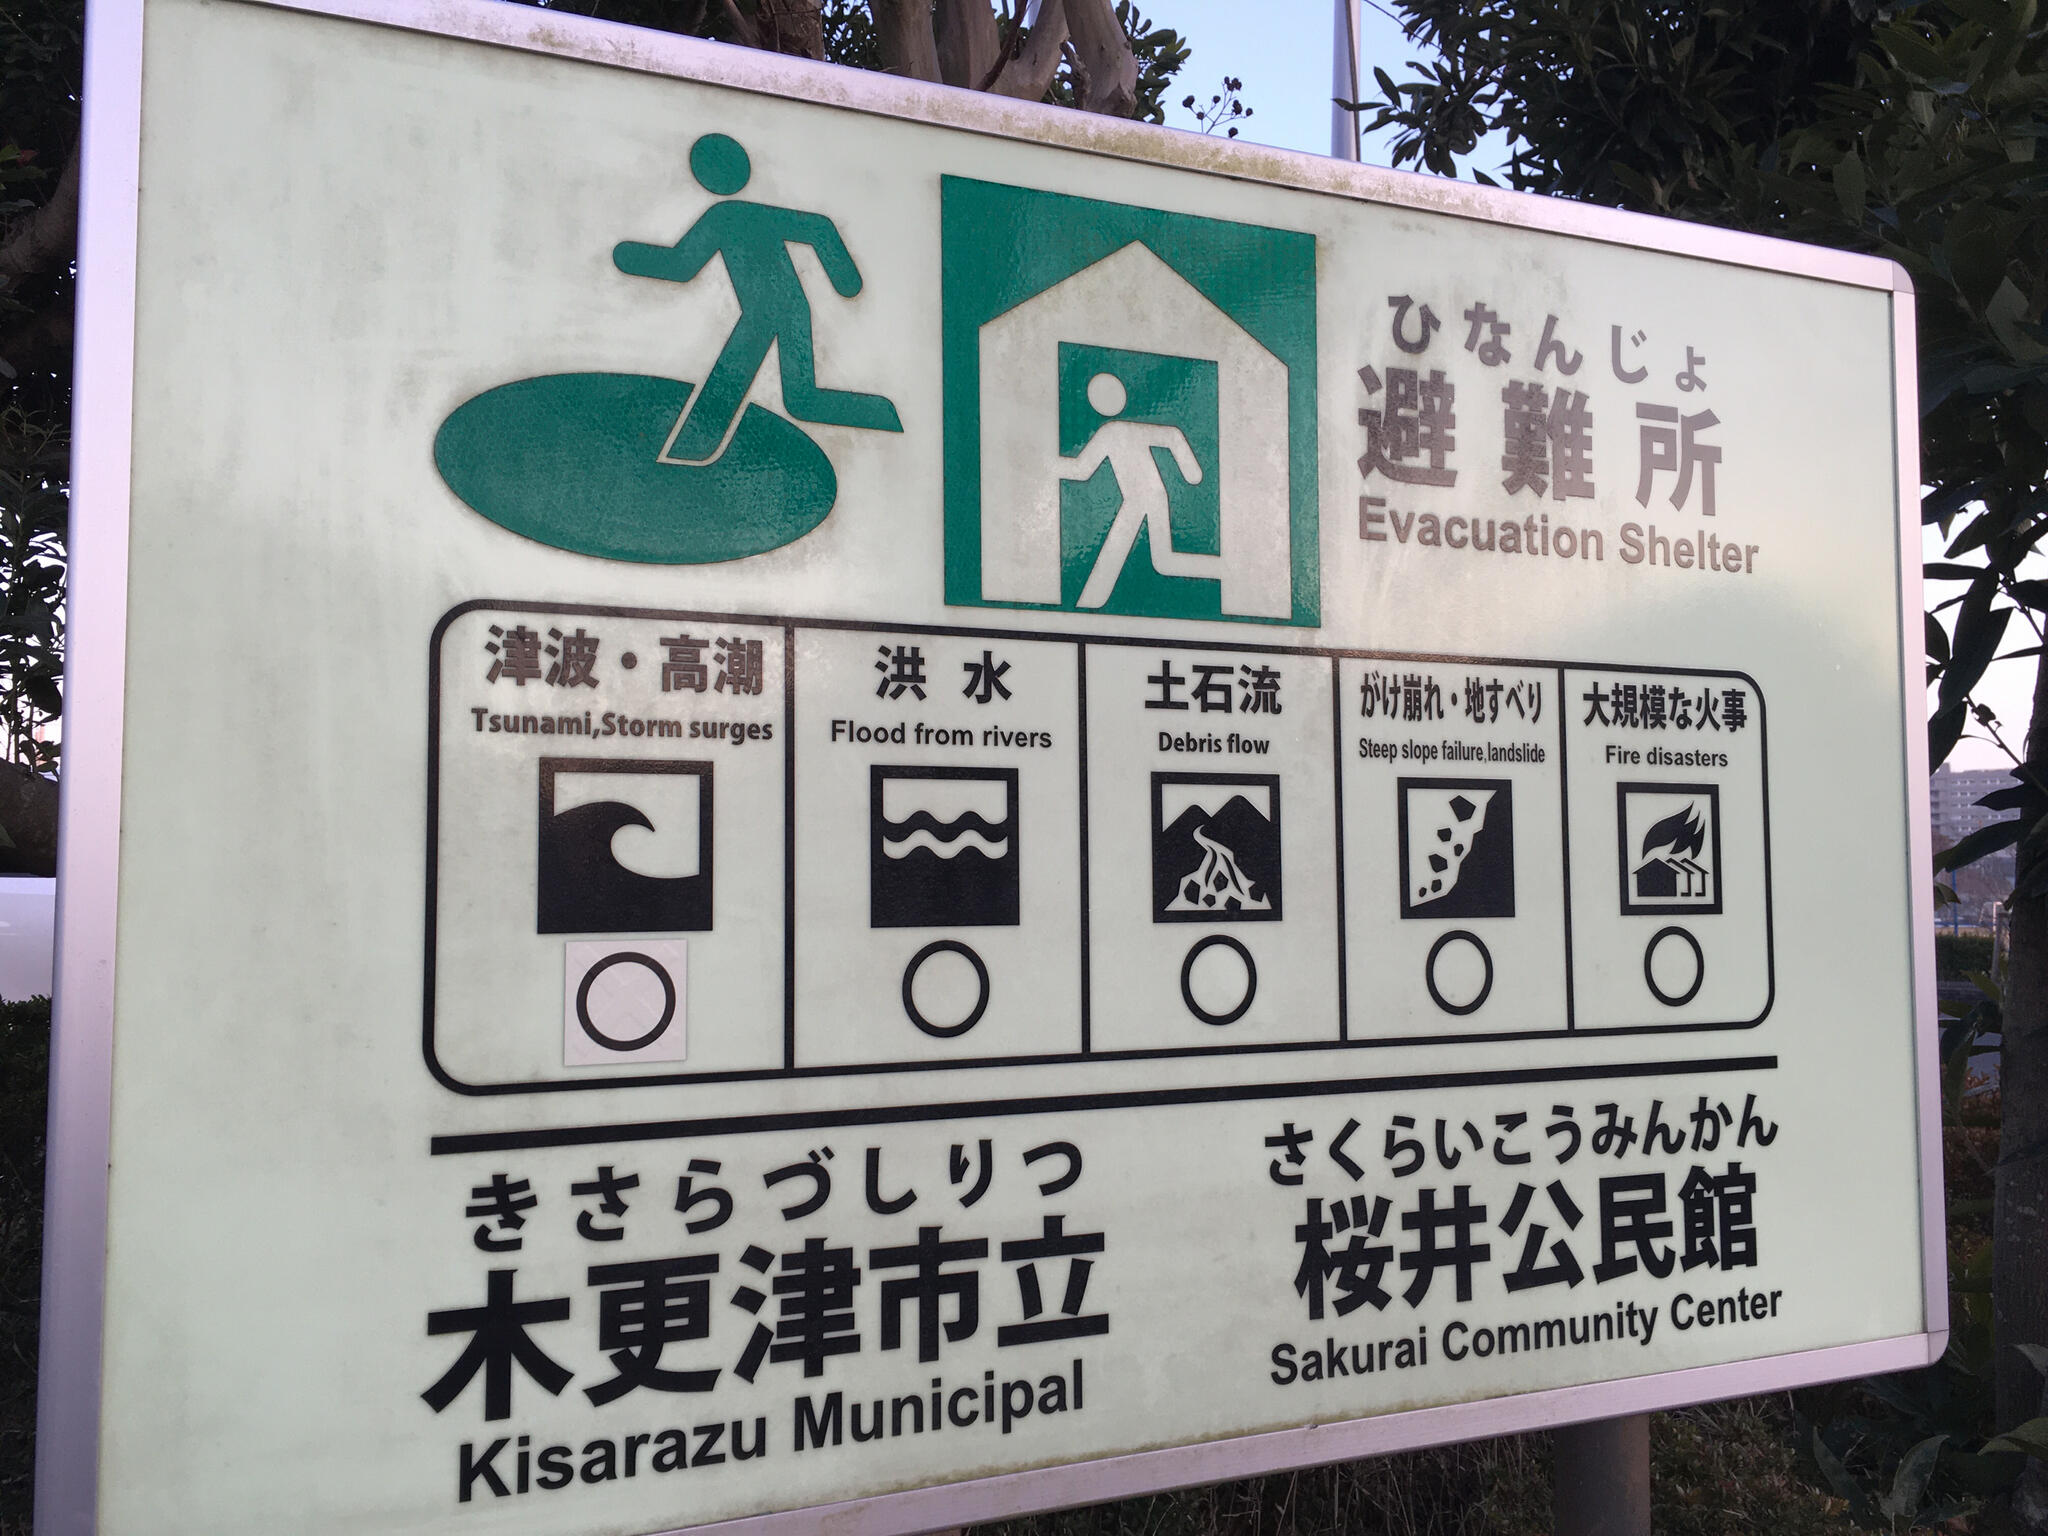 ひなんじょ
避難所
Evacuation Shelter
津波・高潮
Tsunami,Storm surges
洪水
Flood from rivers
土石流
Debris flow
がけ崩れ・地すべり
Steep slope failure,landslide
大規模な火事
Fire disasters
きさらづしりつ
木更津市立
Kisarazu Municipal
さくらいこうみんかん
桜井公民館
Sakurai Community Center